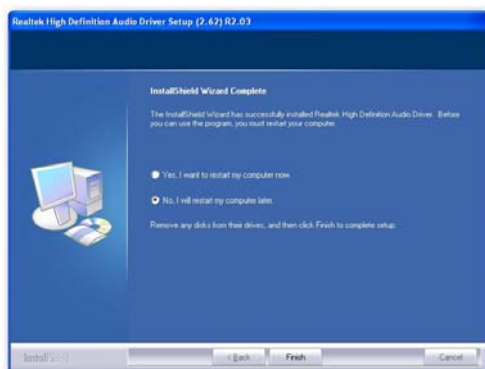 Realtek High Definition Audio Driver Setup (2.62) R2.03
InstallShield Wizard Complete
The InstallShield Wizard has successfully installed Realtek High Definition Audio Driver. Before
you can use the program, you must restart your computer.
Yes, I want to restart my computer now.
No, I will restart my computer later.
Remove any disks from their drives, and then click Finish to complete setup.
InstallShield
< Back
Finish
Cancel